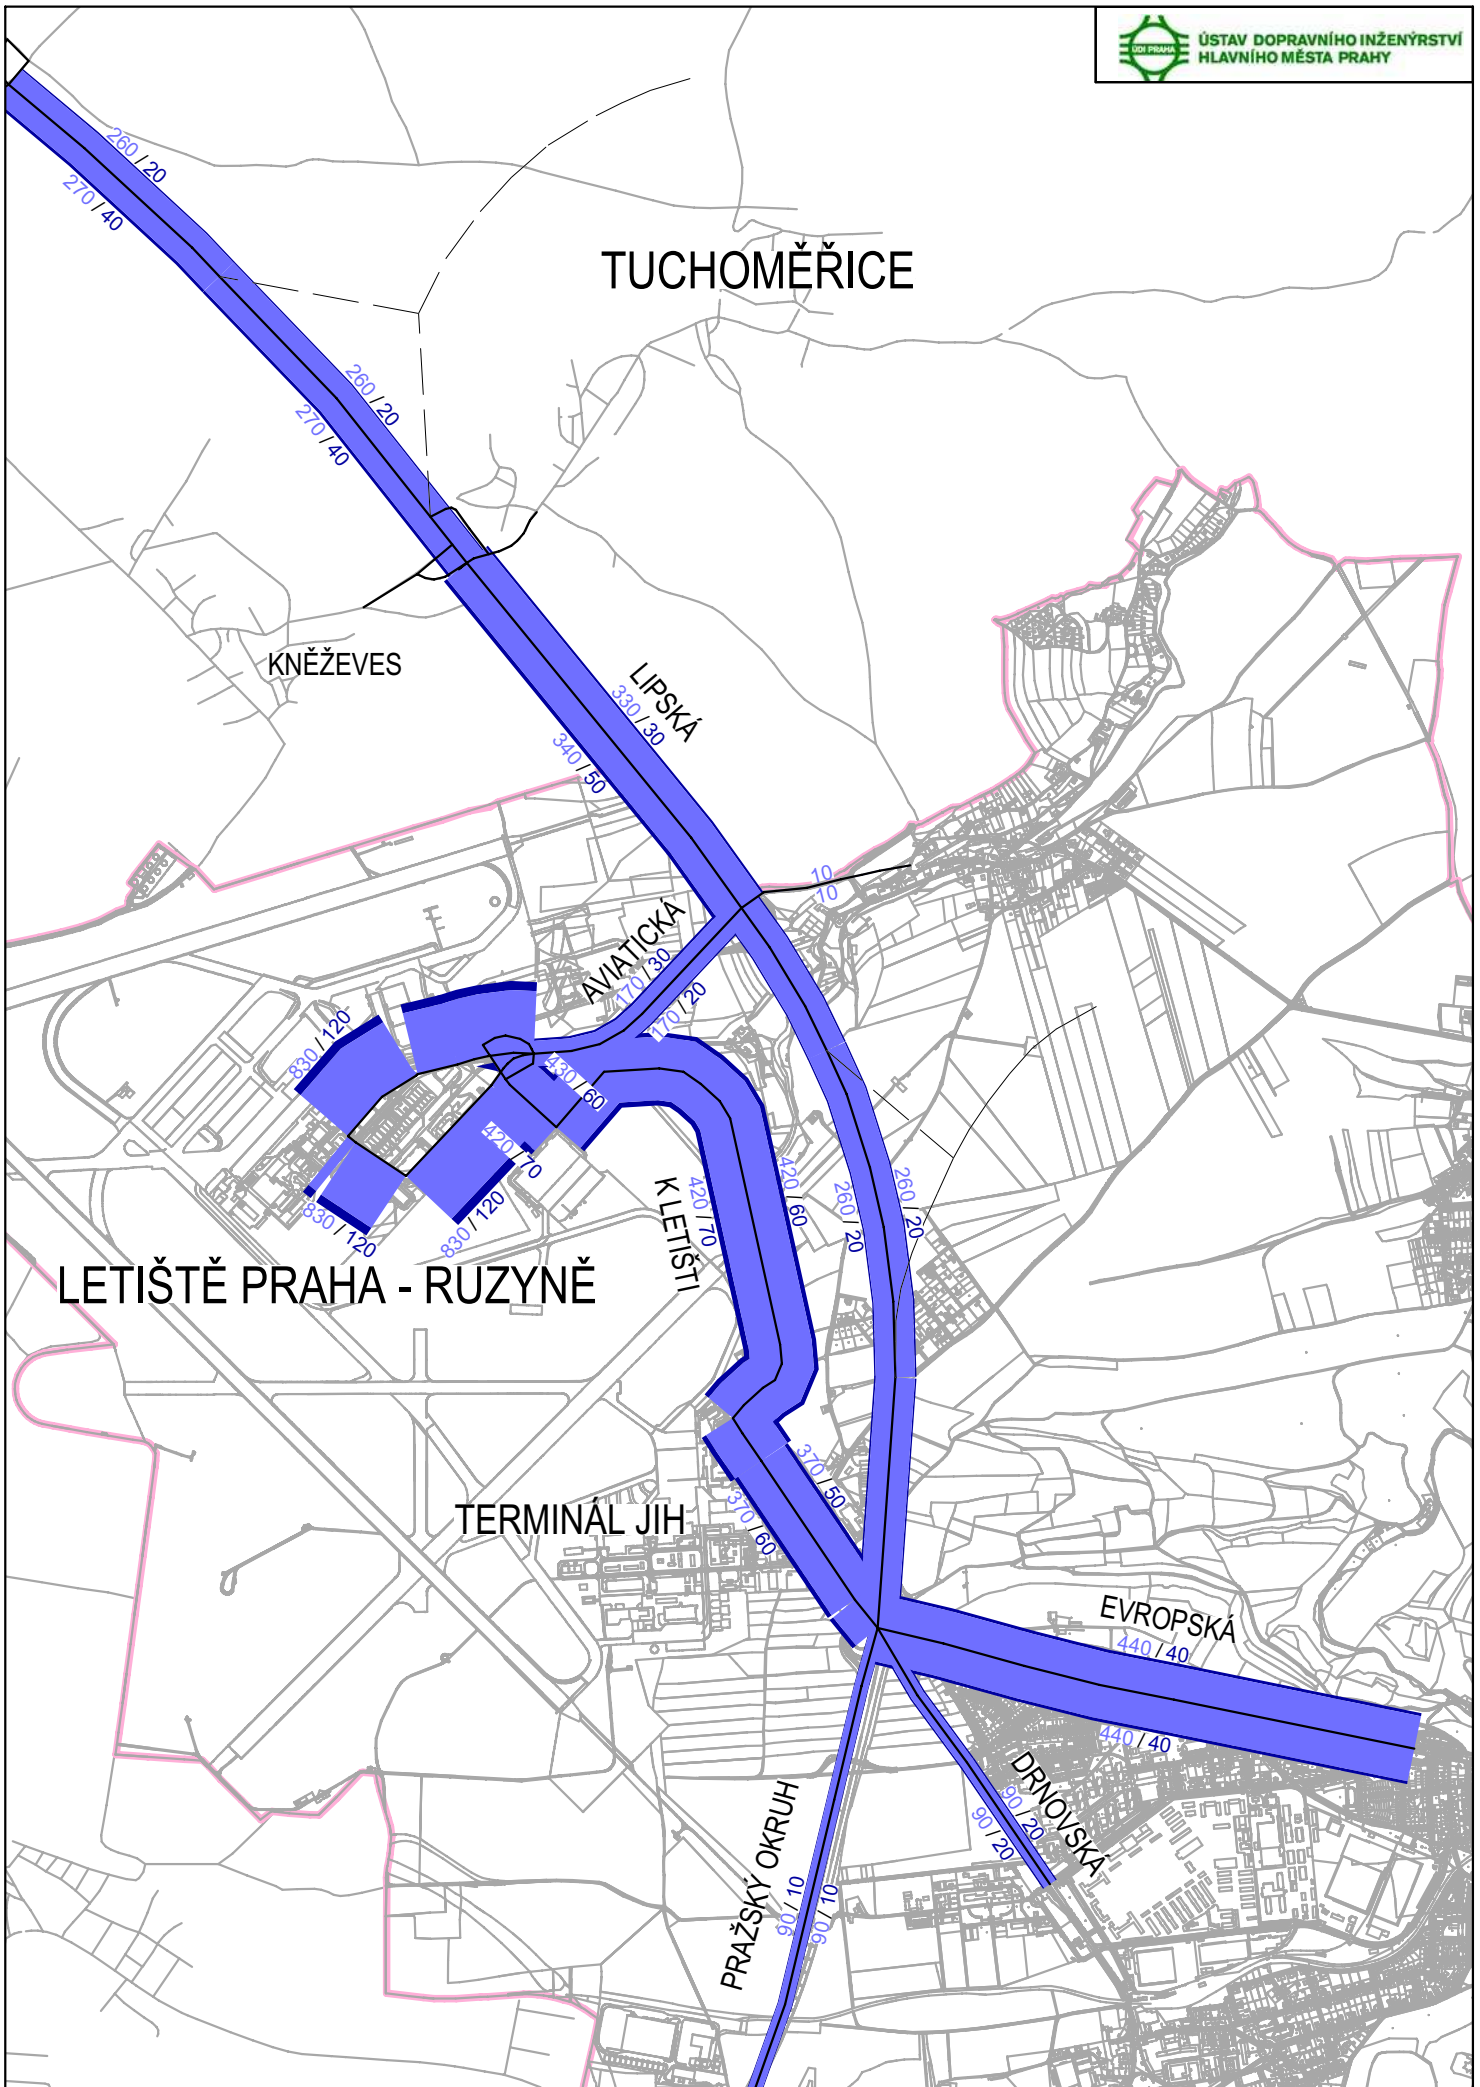 ÚDI PRAHA
ÚSTAV DOPRAVNÍHO INŽENÝRSTVÍ
HLAVNÍHO MĚSTA PRAHY
260 / 20
270 / 40
TUCHOMĚŘICE
260 / 20
270 / 40
KNĚŽEVES
LIPSKÁ
330 / 30
340 / 50
10
10
AVIATICKÁ
170 / 30
170 / 20
830 / 120
430 / 60
420 / 70
830 / 120
830 / 120
K LETIŠTI
420 / 70
420 / 60
260 / 20
260 / 20
LETIŠTĚ PRAHA - RUZYNĚ
370 / 50
370 / 60
TERMINÁL JIH
EVROPSKÁ
440 / 40
440 / 40
DRNOVSKÁ
90 / 20
90 / 20
PRAŽSKÝ OKRUH
90 / 10
90 / 10